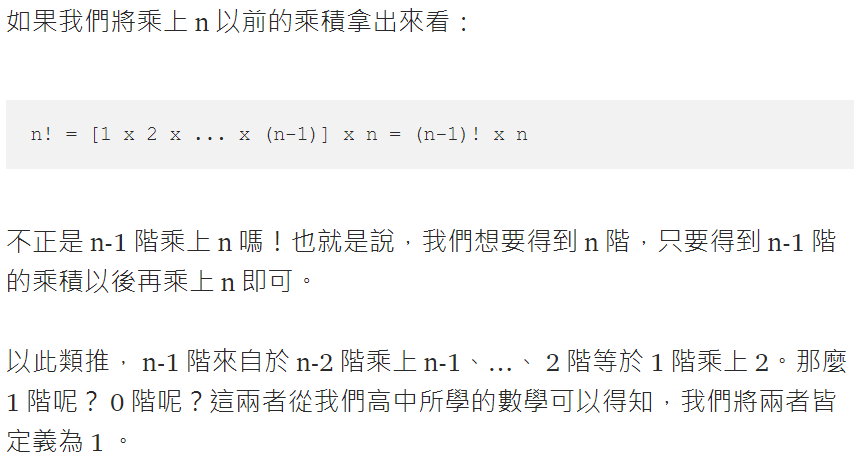 如果我們將乘上 n 以前的乘積拿出來看：
n! = [1 x 2 x ... x (n-1)] x n = (n-1)! x n
不正是 n-1 階乘上 n 嗎！也就是說，我們想要得到 n 階，只要得到 n-1 階
的乘積以後再乘上 n 即可。
以此類推， n-1 階來自於 n-2 階乘上 n-1、…、 2 階等於 1 階乘上 2。那麼
1 階呢？ 0 階呢？這兩者從我們高中所學的數學可以得知，我們將兩者皆
定義為 1 。